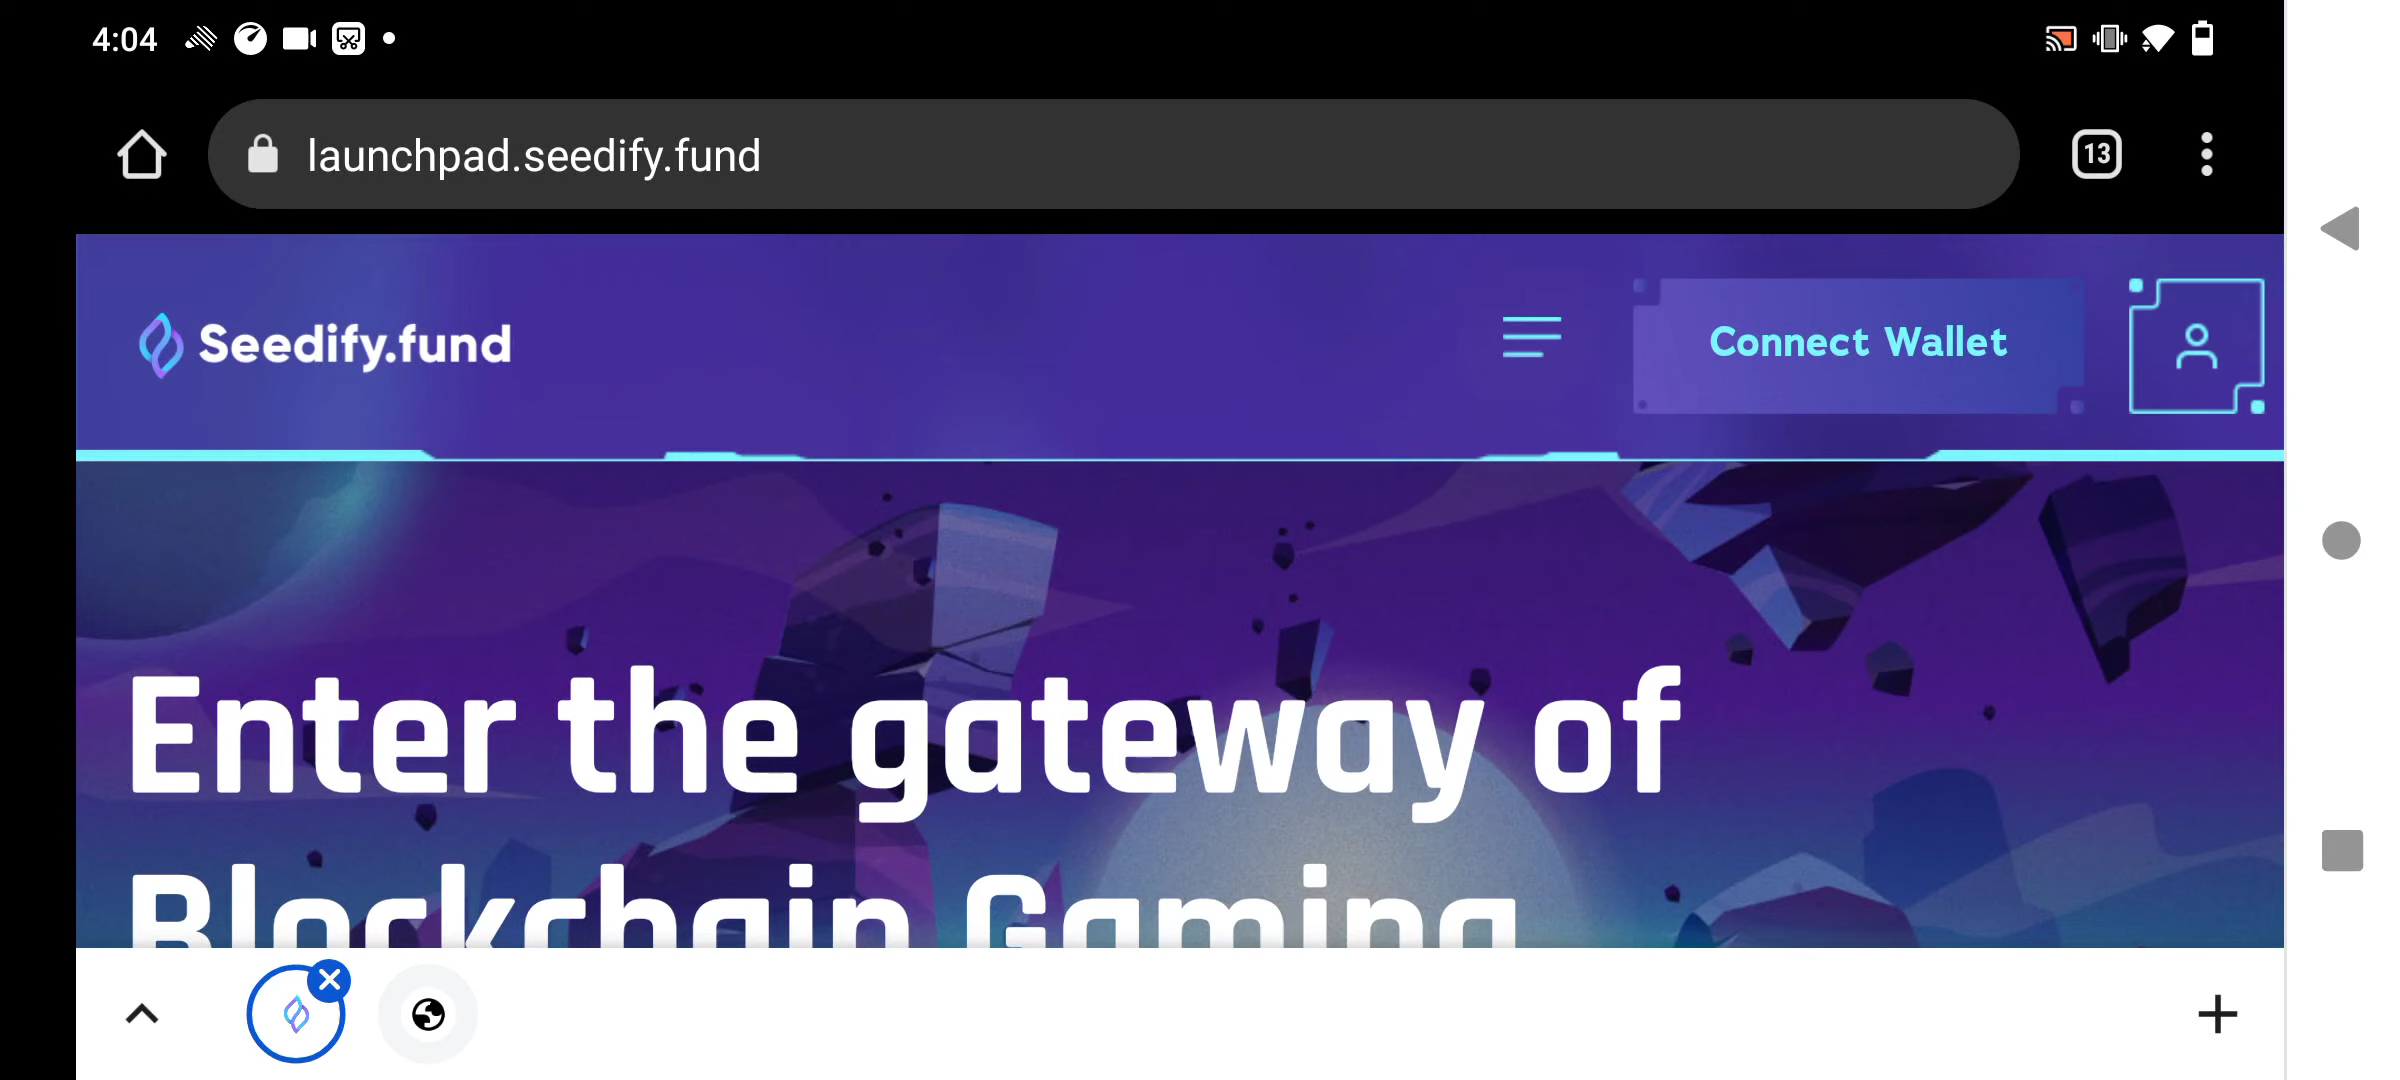 4:04
launchpad.seedify.fund
13
Seedify.fund
Connect Wallet
Enter the gateway of
Blockchain Gaming